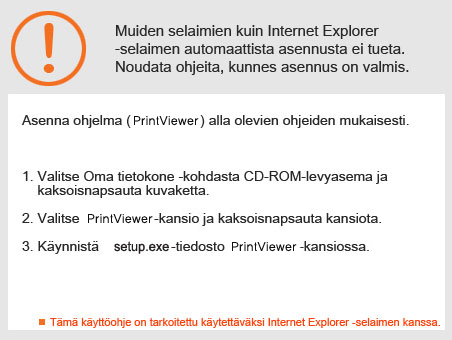 Muiden selaimien kuin Internet Explorer
-selaimen automaattista asennusta ei tueta.
Noudata ohjeita, kunnes asennus on valmis.
Asenna ohjelma ( PrintViewer ) alla olevien ohjeiden mukaisesti.
1. Valitse Oma tietokone -kohdasta CD-ROM-levyasema ja
kaksoisnapsauta kuvaketta.
2. Valitse PrintViewer -kansio ja kaksoisnapsauta kansiota.
3. Käynnistä setup.exe -tiedosto PrintViewer -kansiossa.
Tämä käyttöohje on tarkoitettu käytettäväksi Internet Explorer -selaimen kanssa.